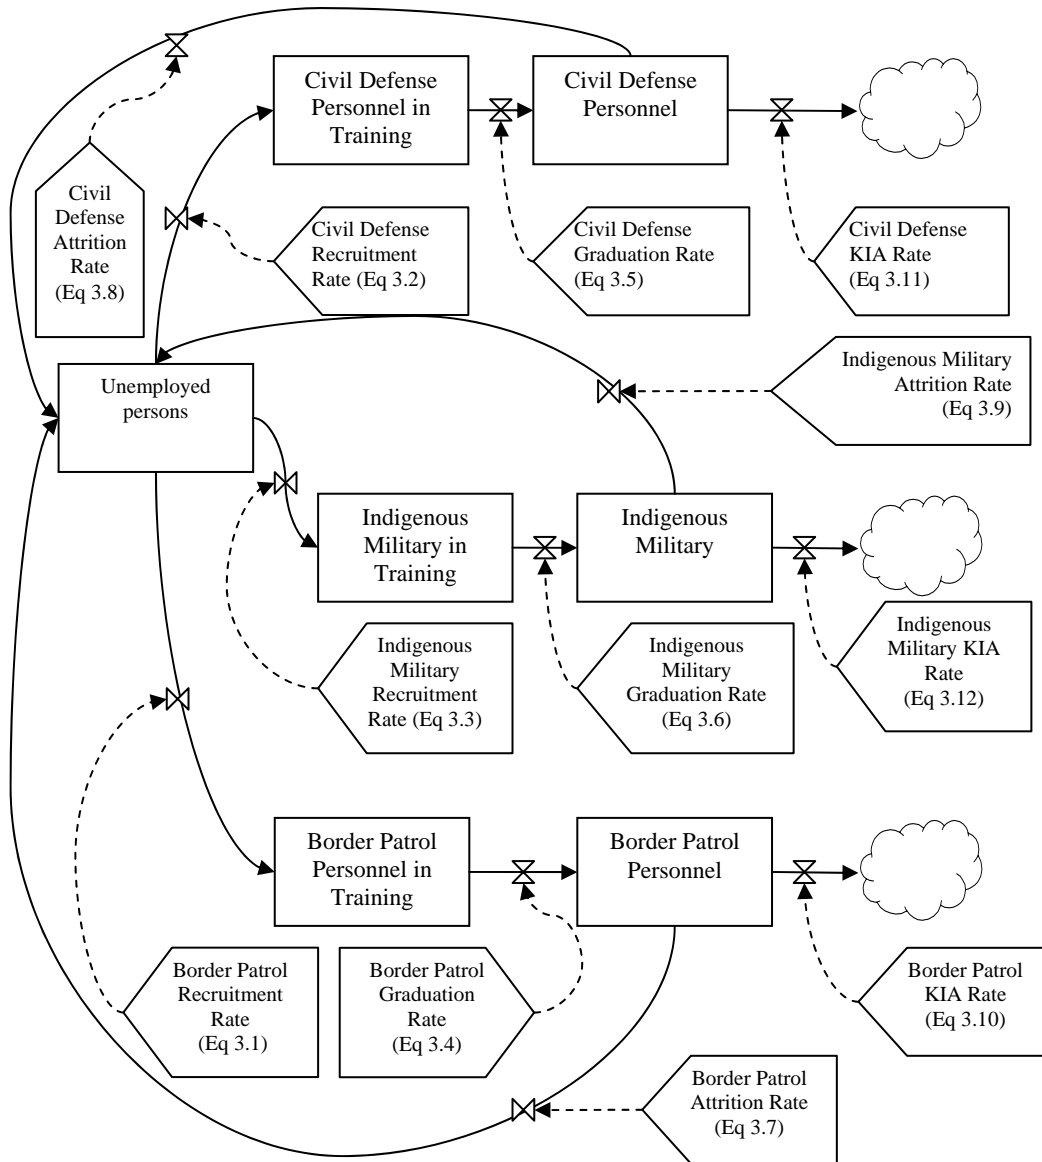 Civil Defense
Personnel in
Training
Civil Defense
Personnel
Civil
Defense
Attrition
Rate
(Eq 3.8)
Civil Defense
Recruitment
Rate (Eq 3.2)
Civil Defense
Graduation Rate
(Eq 3.5)
Civil Defense
KIA Rate
(Eq 3.11)
Indigenous Military
Attrition Rate
(Eq 3.9)
Unemployed
persons
Indigenous
Military in
Training
Indigenous
Military
Indigenous
Military
Recruitment
Rate (Eq 3.3)
Indigenous
Military
Graduation Rate
(Eq 3.6)
Indigenous
Military KIA
Rate
(Eq 3.12)
Border Patrol
Personnel in
Training
Border Patrol
Personnel
Border Patrol
Recruitment
Rate
(Eq 3.1)
Border Patrol
Graduation
Rate
(Eq 3.4)
Border Patrol
KIA Rate
(Eq 3.10)
Border Patrol
Attrition Rate
(Eq 3.7)